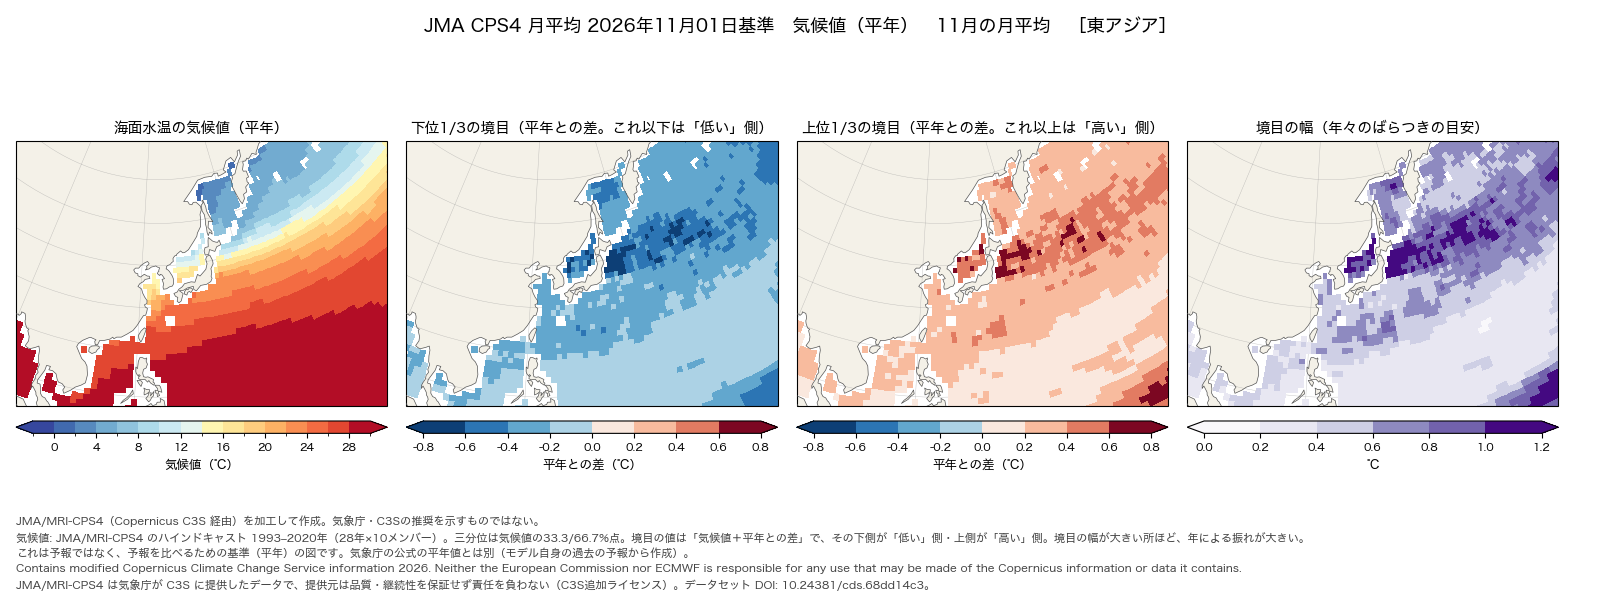 JMA CPS4 月平均 2026年11月01日基準　気候値（平年）　11月の月平均　［東アジア］
海面水温の気候値（平年）
下位1/3の境目（平年との差。これ以下は「低い」側）
上位1/3の境目（平年との差。これ以上は「高い」側）
境目の幅（年々のばらつきの目安）
0 4 8 12 16 20 24 28
-0.8 -0.6 -0.4 -0.2 0.0 0.2 0.4 0.6 0.8
-0.8 -0.6 -0.4 -0.2 0.0 0.2 0.4 0.6 0.8
0.0 0.2 0.4 0.6 0.8 1.0 1.2
気候値（℃）
平年との差（℃）
平年との差（℃）
℃
JMA/MRI-CPS4（Copernicus C3S 経由）を加工して作成。気象庁・C3Sの推奨を示すものではない。
気候値: JMA/MRI-CPS4 のハインドキャスト 1993–2020年（28年×10メンバー）。三分位は気候値の33.3/66.7%点。境目の値は「気候値＋平年との差」で、その下側が「低い」側・上側が「高い」側。境目の幅が大きい所ほど、年による振れが大きい。
これは予報ではなく、予報を比べるための基準（平年）の図です。気象庁の公式の平年値とは別（モデル自身の過去の予報から作成）。
Contains modified Copernicus Climate Change Service information 2026. Neither the European Commission nor ECMWF is responsible for any use that may be made of the Copernicus information or data it contains.
JMA/MRI-CPS4 は気象庁が C3S に提供したデータで、提供元は品質・継続性を保証せず責任を負わない（C3S追加ライセンス）。データセット DOI: 10.24381/cds.68dd14c3。